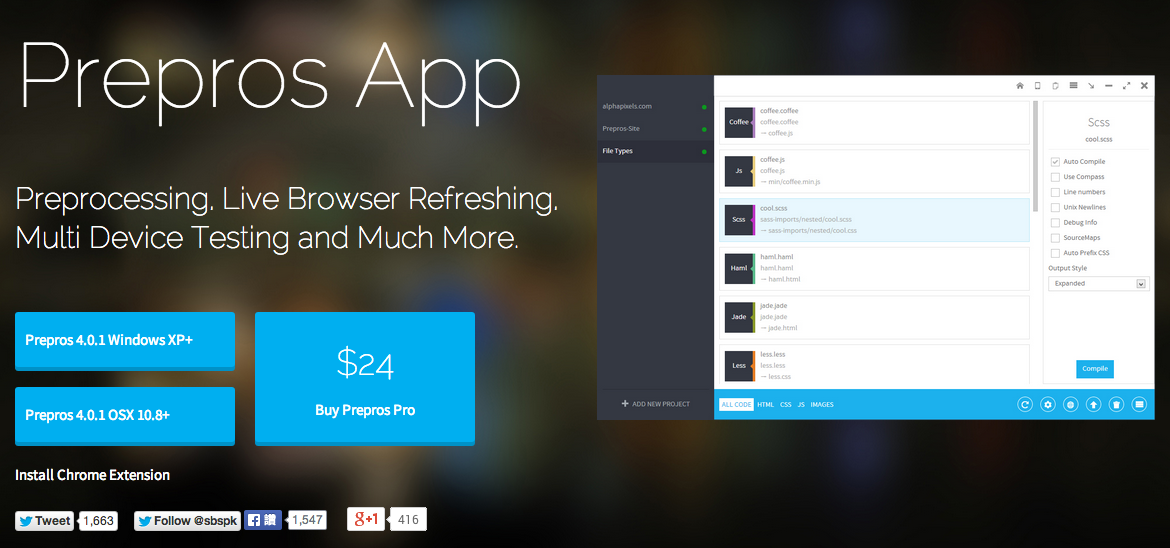 Prepros App
Preprocessing. Live Browser Refreshing.
Multi Device Testing and Much More.
Prepros 4.0.1 Windows XP+
Prepros 4.0.1 OSX 10.8+
$24
Buy Prepros Pro
Install Chrome Extension
Tweet 1,663
Follow @sbspk
讚 1,547
g+1 416
alphapixels.com
Prepros-Site
File Types
ADD NEW PROJECT
Coffee
coffee.coffee
coffee.coffee
→ coffee.js
Js
coffee.js
coffee.js
→ min/coffee.min.js
Scss
cool.scss
sass-imports/nested/cool.scss
→ sass-imports/nested/cool.css
Haml
haml.haml
haml.haml
→ haml.html
Jade
jade.jade
jade.jade
→ jade.html
Less
less.less
less.less
→ less.css
ALL CODE HTML CSS JS IMAGES
Scss
cool.scss
Auto Compile
Use Compass
Line numbers
Unix Newlines
Debug Info
SourceMaps
Auto Prefix CSS
Output Style
Expanded
Compile